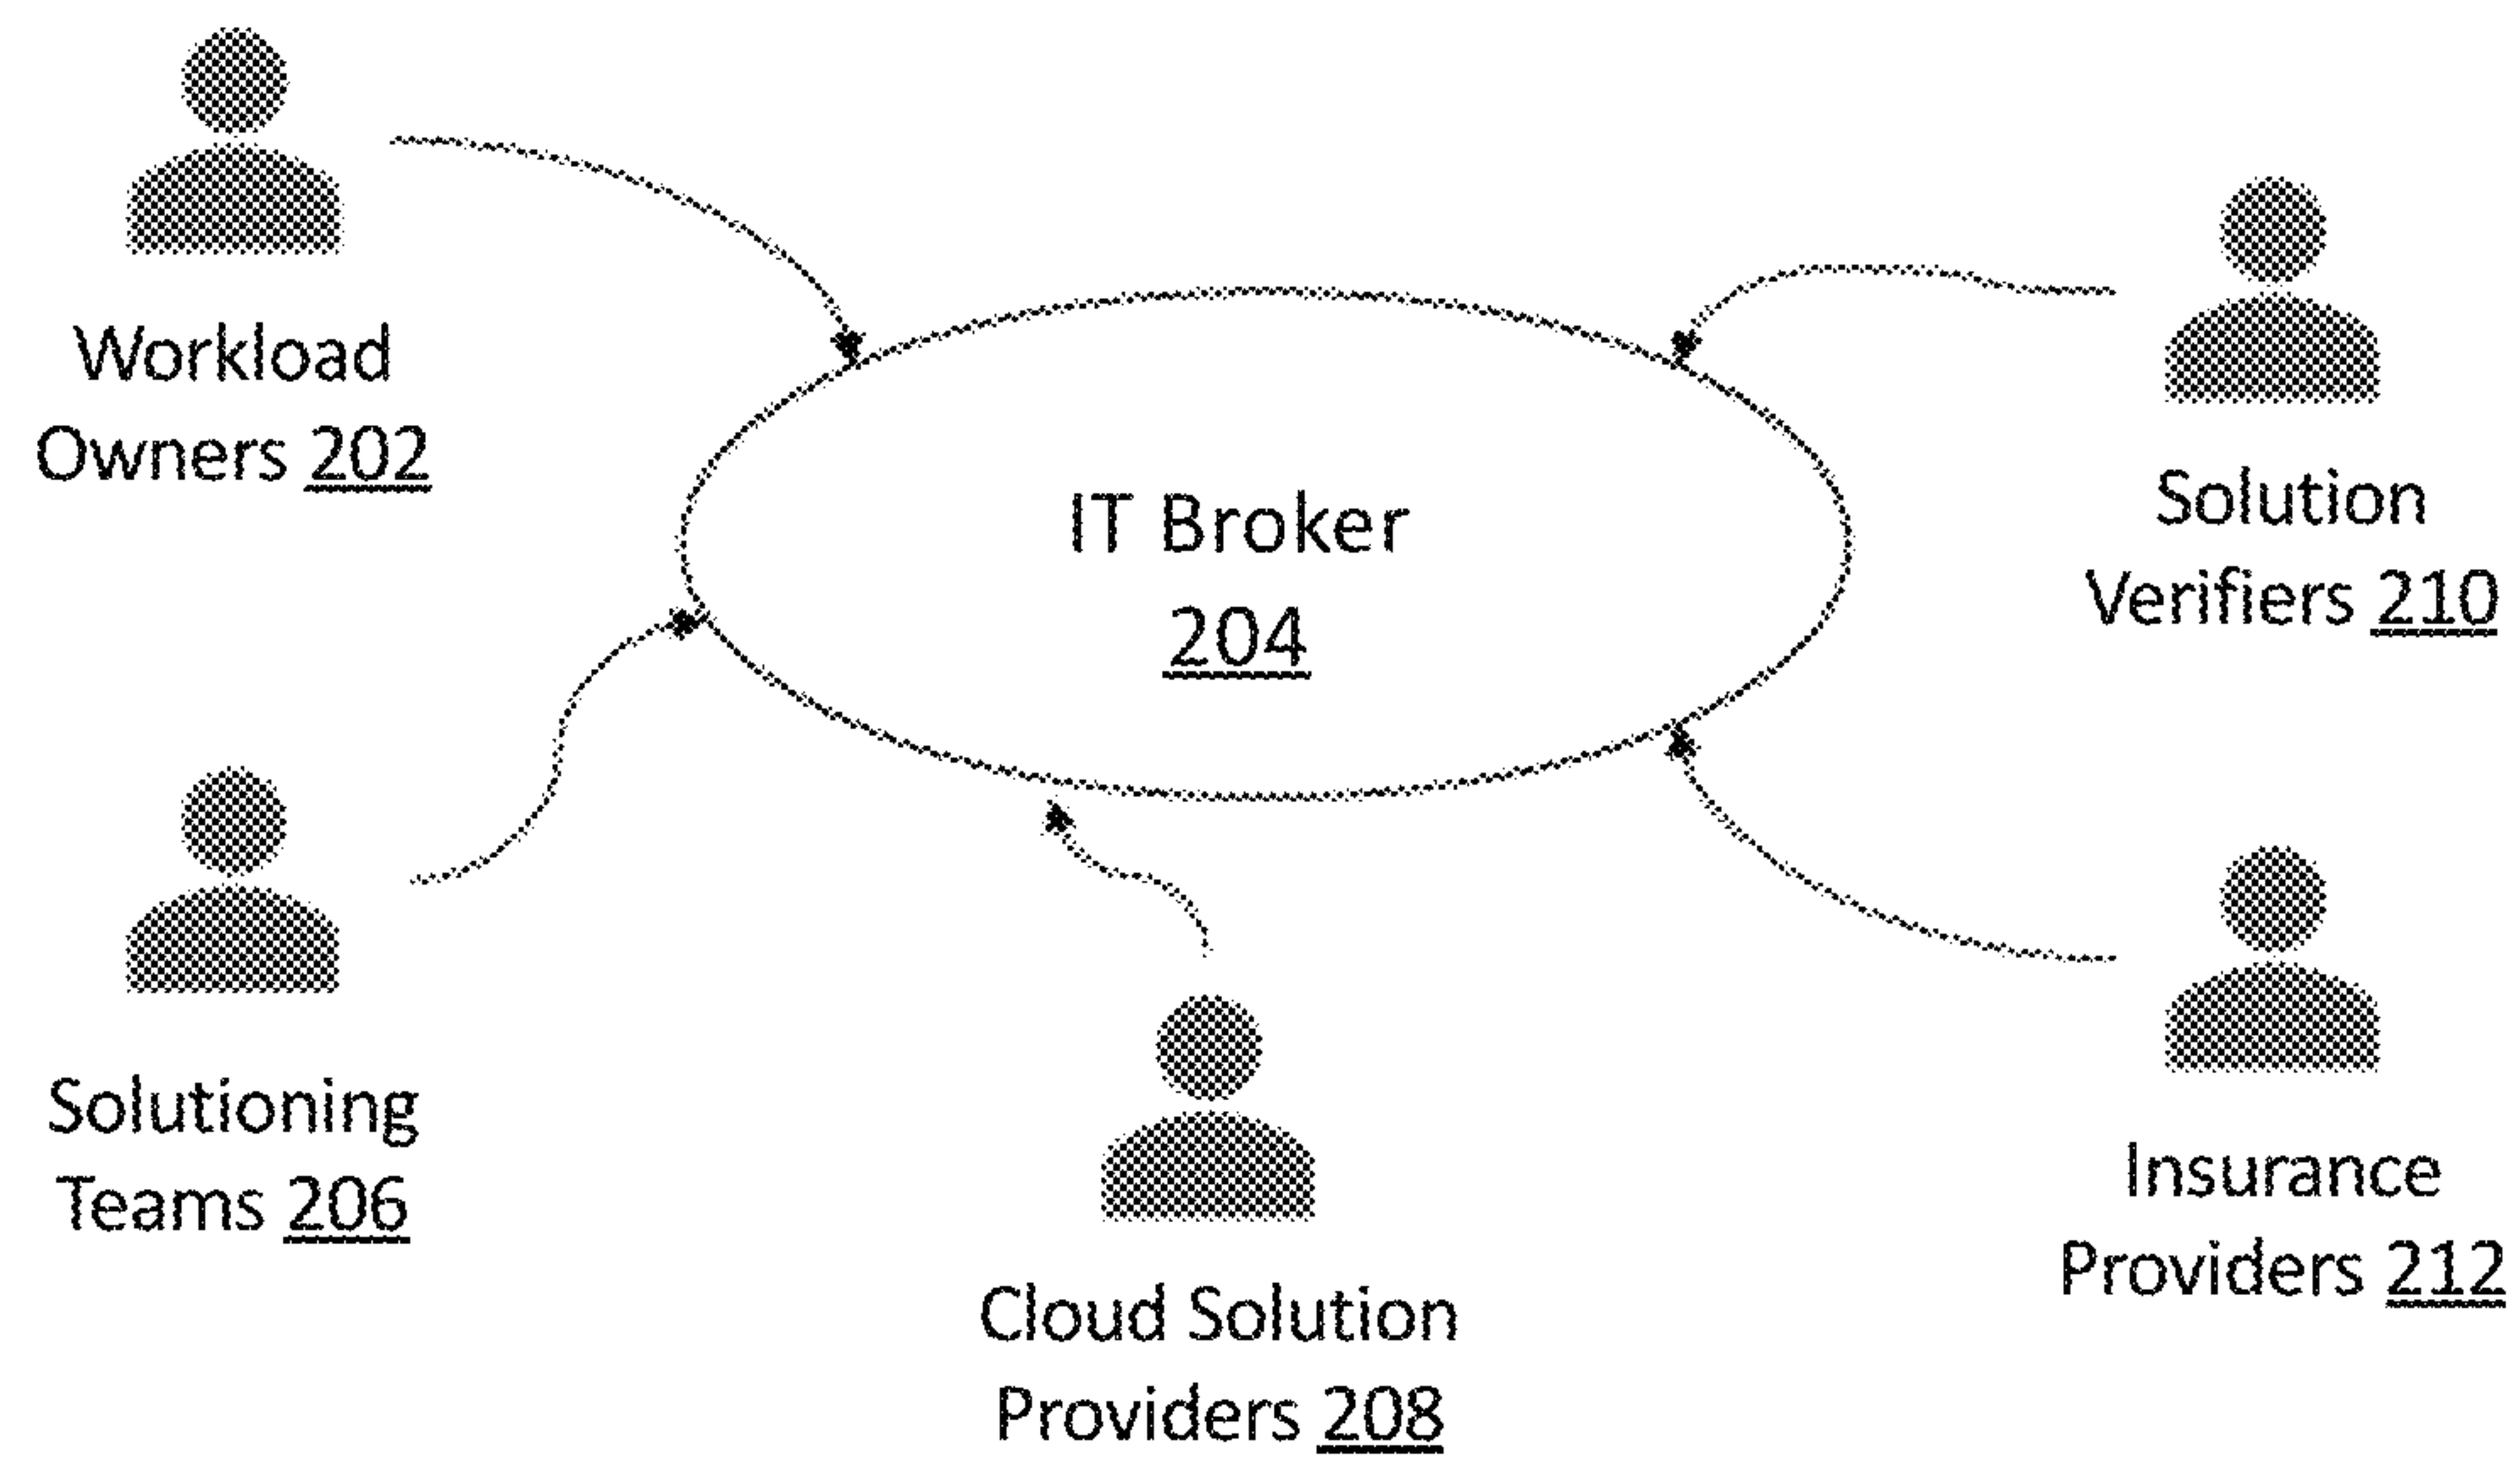 Workload
Owners 202
IT Broker
204
Solution
Verifiers 210
Solutioning
Teams 206
Cloud Solution
Providers 208
Insurance
Providers 212